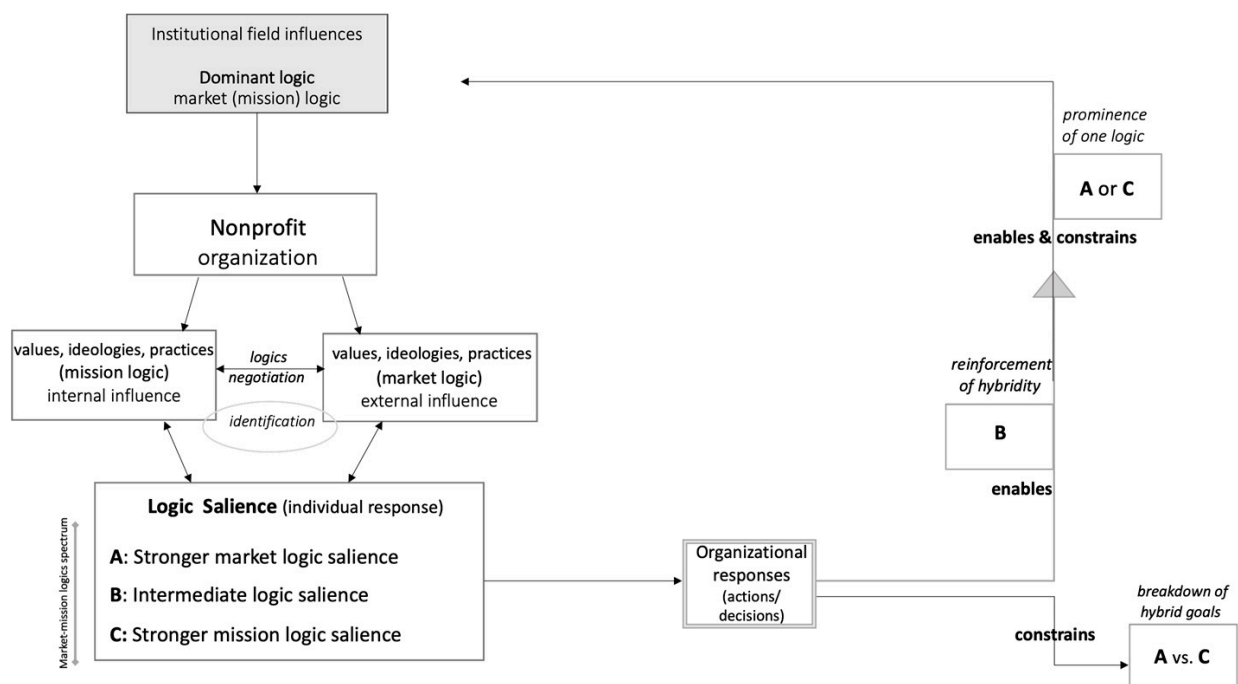 Institutional field influences
Dominant logic
market (mission) logic
prominence
of one logic
A or C
enables & constrains
Nonprofit
organization
values, ideologies, practices
(mission logic)
internal influence
logics
negotiation
identification
values, ideologies, practices
(market logic)
external influence
reinforcement
of hybridity
B
enables
Market-mission logics spectrum
Logic Salience (individual response)
A: Stronger market logic salience
B: Intermediate logic salience
C: Stronger mission logic salience
Organizational
responses
(actions/
decisions)
constrains
breakdown of
hybrid goals
A vs. C